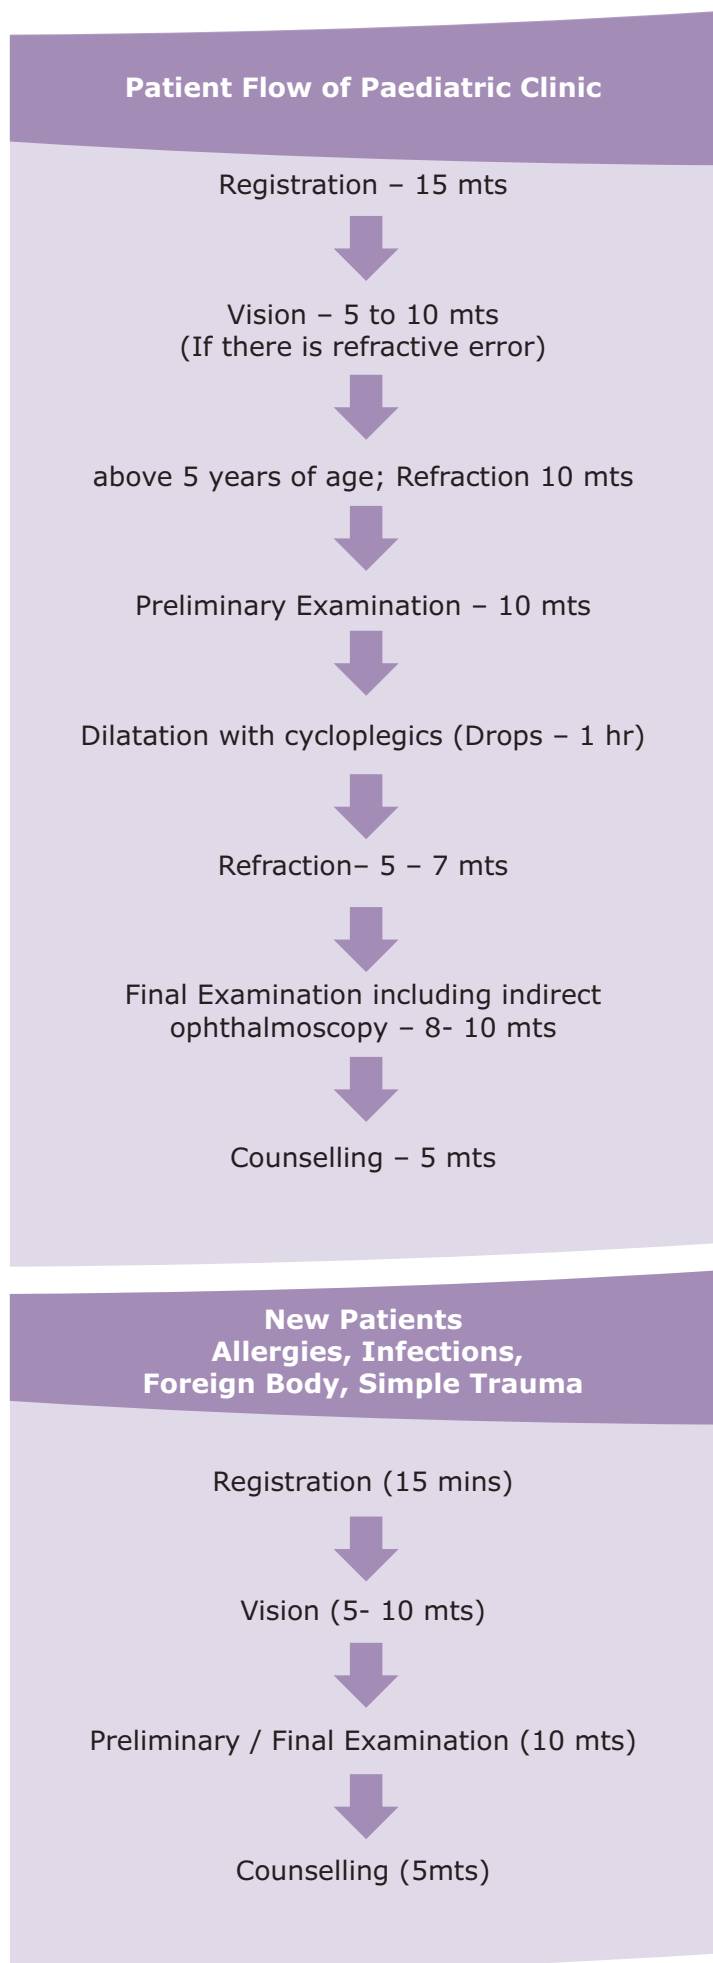 Patient Flow of Paediatric Clinic
Registration – 15 mts
Vision – 5 to 10 mts
(If there is refractive error)
above 5 years of age; Refraction 10 mts
Preliminary Examination – 10 mts
Dilatation with cycloplegics (Drops – 1 hr)
Refraction– 5 – 7 mts
Final Examination including indirect
ophthalmoscopy – 8- 10 mts
Counselling – 5 mts
New Patients
Allergies, Infections,
Foreign Body, Simple Trauma
Registration (15 mins)
Vision (5- 10 mts)
Preliminary / Final Examination (10 mts)
Counselling (5mts)